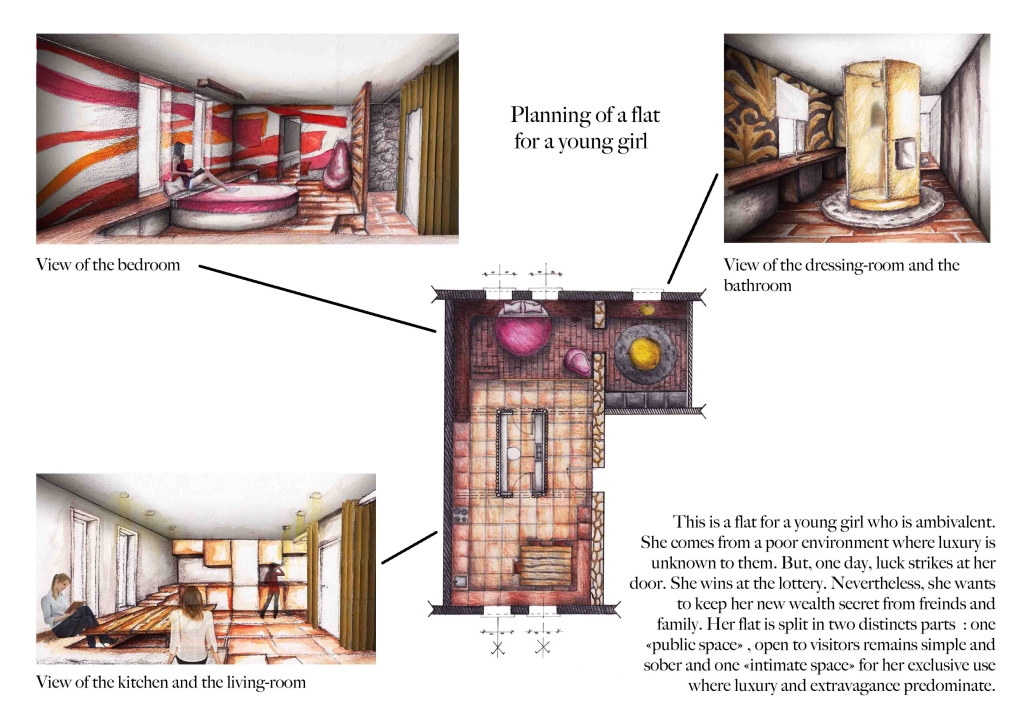 Planning of a flat
for a young girl
View of the bedroom
View of the dressing-room and the
bathroom
View of the kitchen and the living-room
This is a flat for a young girl who is ambivalent.
She comes from a poor environment where luxury is
unknown to them. But, one day, luck strikes at her
door. She wins at the lottery. Nevertheless, she wants
to keep her new wealth secret from freinds and
family. Her flat is split in two distincts parts : one
«public space» , open to visitors remains simple and
sober and one «intimate space» for her exclusive use
where luxury and extravagance predominate.